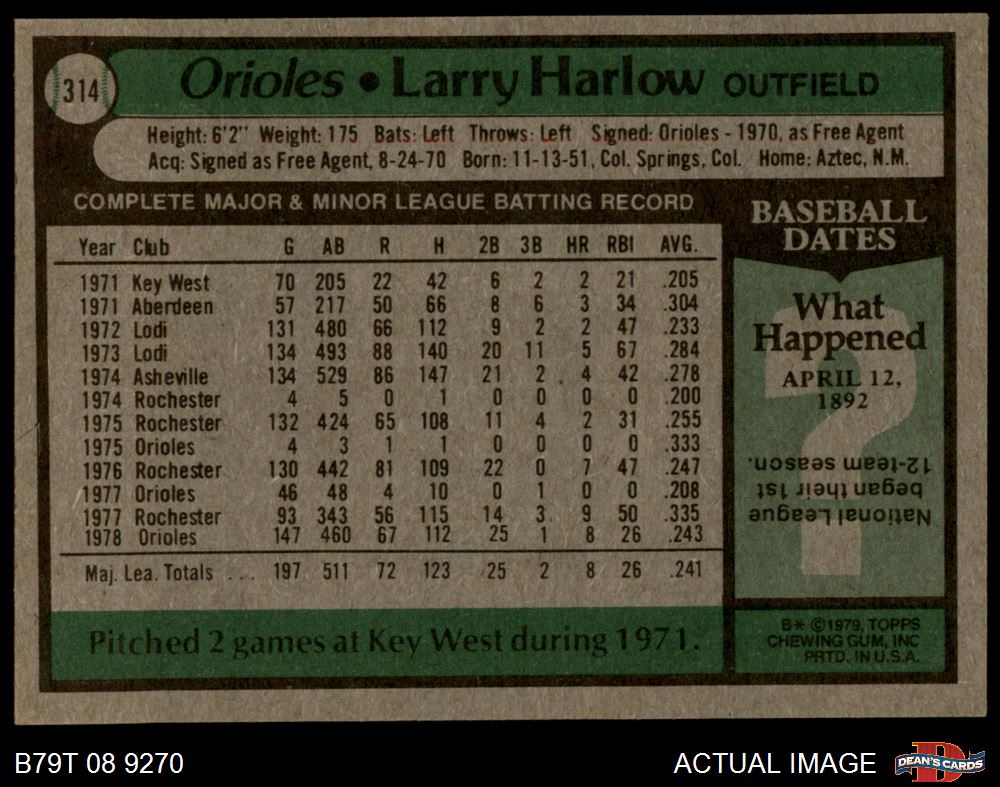 314
Orioles • Larry Harlow OUTFIELD
Height: 6'2" Weight: 175 Bats: Left Throws: Left Signed: Orioles - 1970, as Free Agent
Acq: Signed as Free Agent, 8-24-70 Born: 11-13-51, Col. Springs, Col. Home: Aztec, N.M.
COMPLETE MAJOR & MINOR LEAGUE BATTING RECORD
Year Club G AB R H 2B 3B HR RBI AVG.
1971 Key West 70 205 22 42 6 2 2 21 .205
1971 Aberdeen 57 217 50 66 8 6 3 34 .304
1972 Lodi 131 480 66 112 9 2 2 47 .233
1973 Lodi 134 493 88 140 20 11 5 67 .284
1974 Asheville 134 529 86 147 21 2 4 42 .278
1974 Rochester 4 5 0 1 0 0 0 0 .200
1975 Rochester 132 424 65 108 11 4 2 31 .255
1975 Orioles 4 3 1 1 0 0 0 0 .333
1976 Rochester 130 442 81 109 22 0 7 47 .247
1977 Orioles 46 48 4 10 0 1 0 0 .208
1977 Rochester 93 343 56 115 14 3 9 50 .335
1978 Orioles 147 460 67 112 25 1 8 26 .243
Maj. Lea. Totals ... 197 511 72 123 25 2 8 26 .241
Pitched 2 games at Key West during 1971.
BASEBALL
DATES
What
Happened
APRIL 12,
1892
?
National League
began their 1st
12-team season.
B* ©1979, TOPPS
CHEWING GUM, INC
PRTD. IN U.S.A.
B79T 08 9270
ACTUAL IMAGE
DEAN'S CARDS